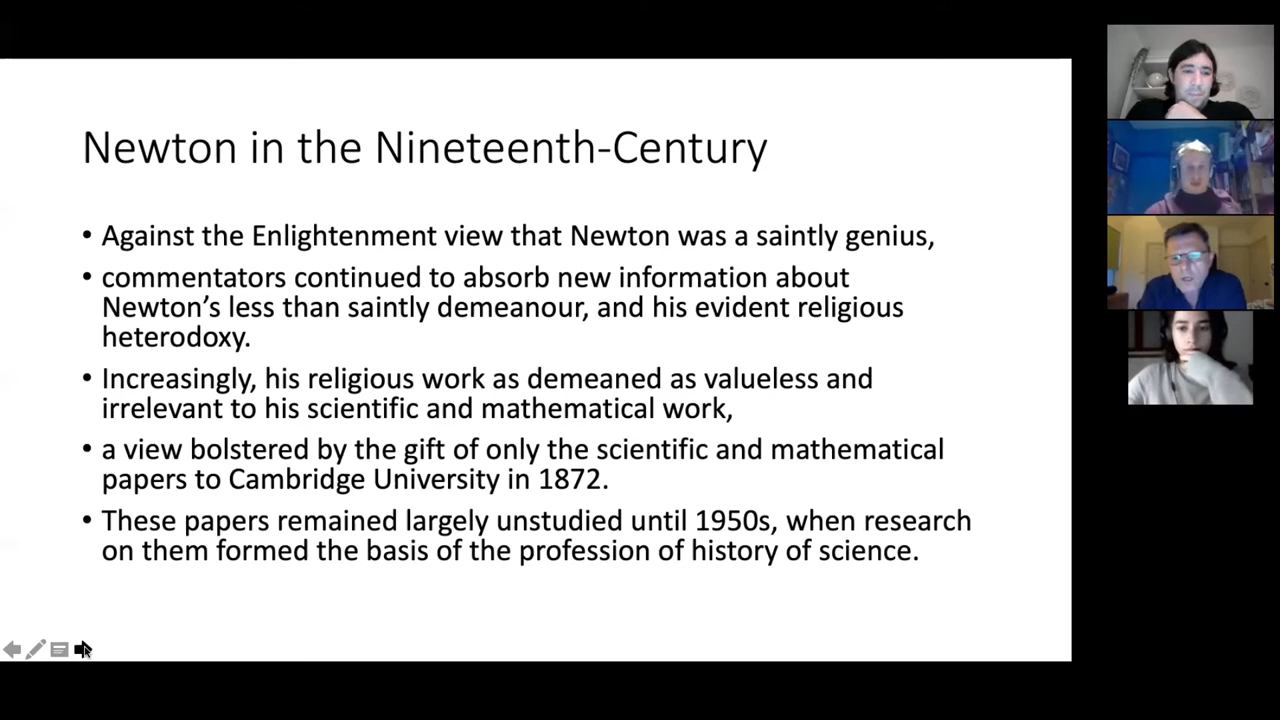 Newton in the Nineteenth-Century
• Against the Enlightenment view that Newton was a saintly genius,
• commentators continued to absorb new information about
Newton’s less than saintly demeanour, and his evident religious
heterodoxy.
• Increasingly, his religious work as demeaned as valueless and
irrelevant to his scientific and mathematical work,
• a view bolstered by the gift of only the scientific and mathematical
papers to Cambridge University in 1872.
• These papers remained largely unstudied until 1950s, when research
on them formed the basis of the profession of history of science.